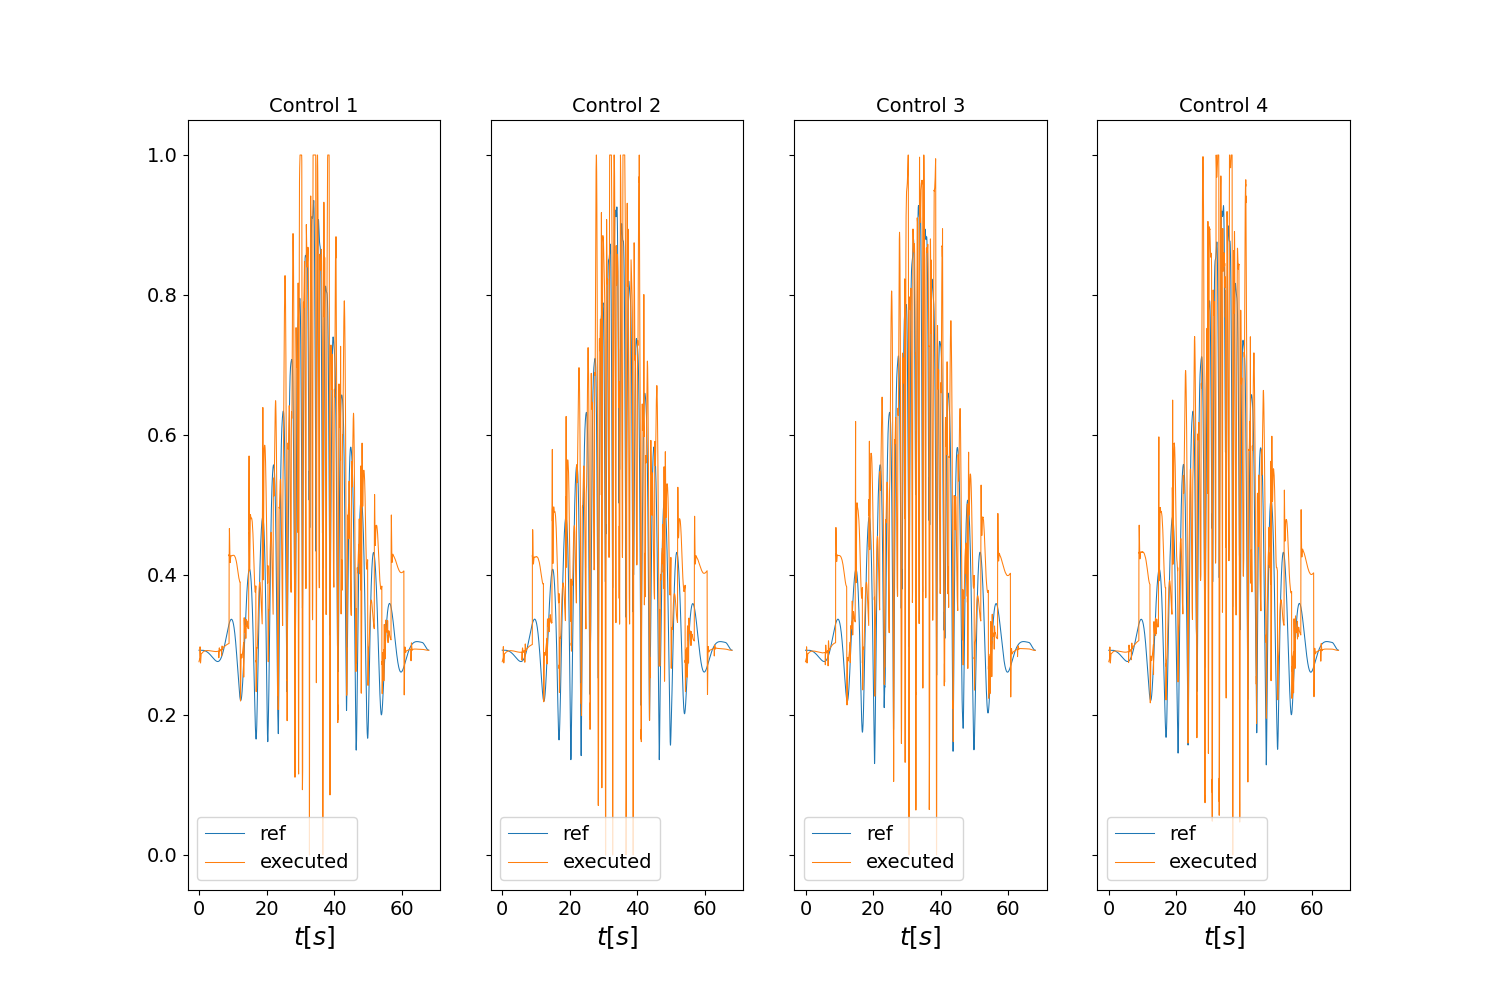 Control 1 Control 2 Control 3 Control 4
1.0
0.8
0.6
0.4
0.2
0.0
ref ref ref ref
executed executed executed executed
0 20 40 60 0 20 40 60 0 20 40 60 0 20 40 60
t[s] t[s] t[s] t[s]